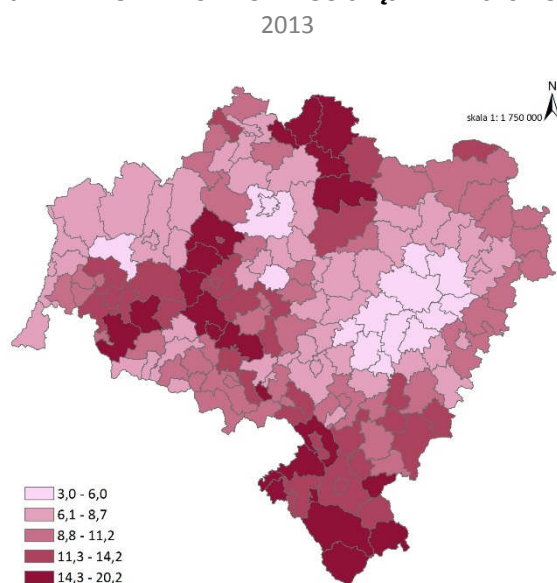 2013
N
skala 1: 1 750 000
3,0 - 6,0
6,1 - 8,7
8,8 - 11,2
11,3 - 14,2
14,3 - 20,2